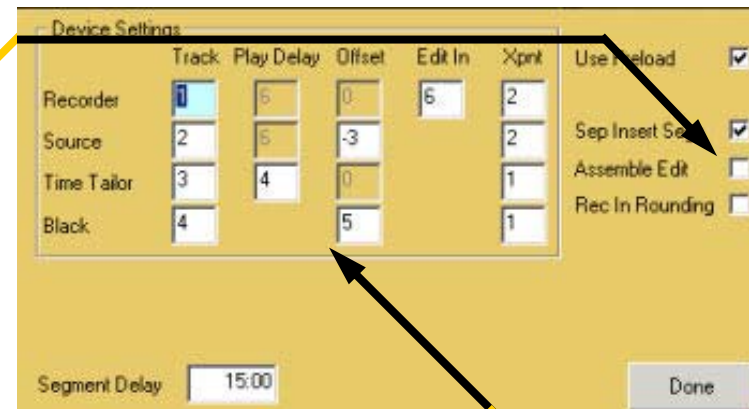 Device Settings
Track Play Delay Offset Edit In Xpnt
Recorder 1 6 0 6 2
Source 2 6 -3 2
Time Tailor 3 4 0 1
Black 4 5 1
Use Preload
Sep Insert
Assemble Edit
Rec In Rounding
Segment Delay 15:00
Done